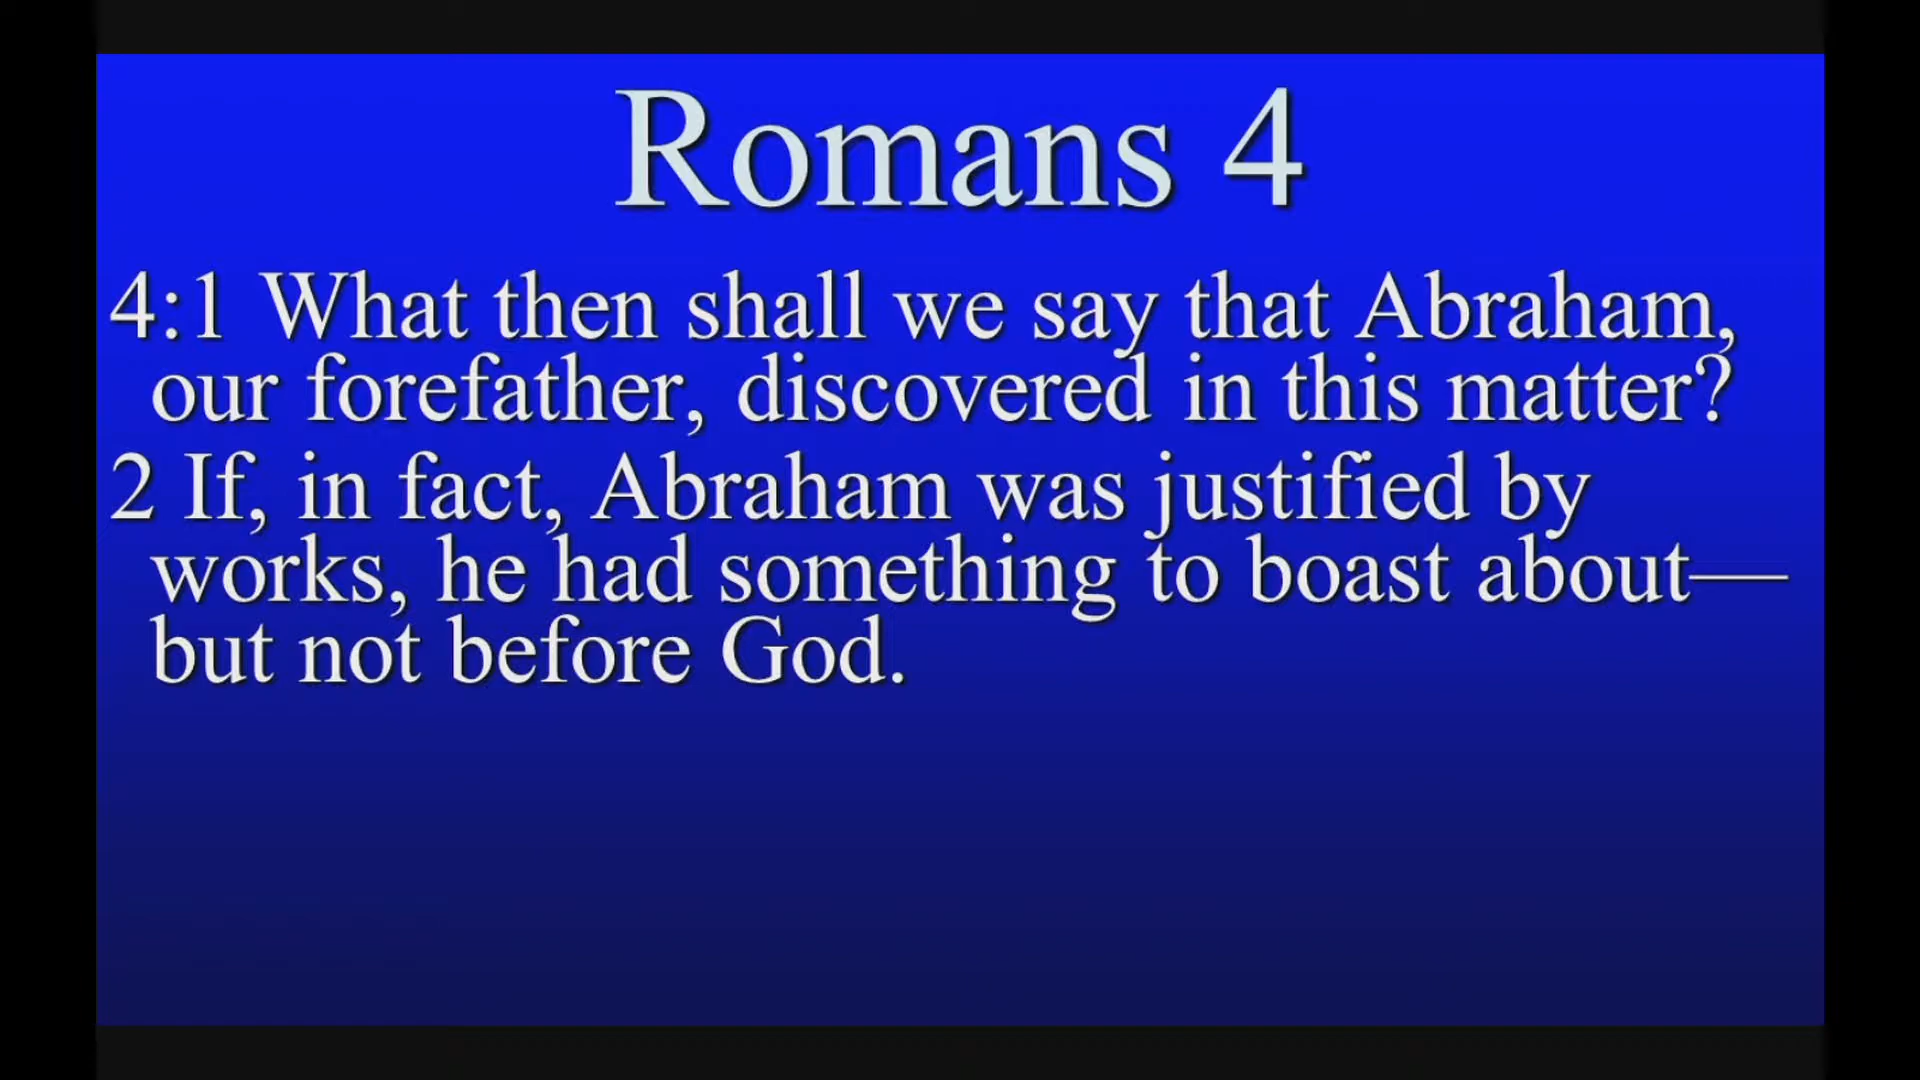 Romans 4
4:1 What then shall we say that Abraham,
our forefather, discovered in this matter?
2 If, in fact, Abraham was justified by
works, he had something to boast about—
but not before God.